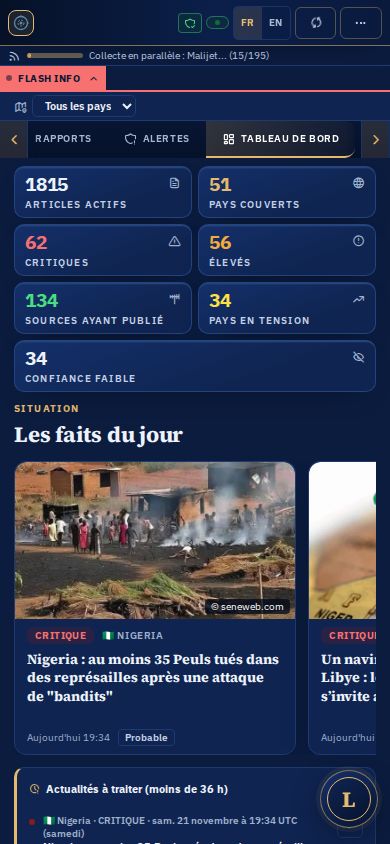 FR EN
Collecte en parallèle : Malijet... (15/195)
FLASH INFO
Tous les pays
RAPPORTS ALERTES TABLEAU DE BORD
1815
ARTICLES ACTIFS
51
PAYS COUVERTS
62
CRITIQUES
56
ÉLEVÉS
134
SOURCES AYANT PUBLIÉ
34
PAYS EN TENSION
34
CONFIANCE FAIBLE
SITUATION
Les faits du jour
© seneweb.com
CRITIQUE NIGERIA
Nigeria : au moins 35 Peuls tués dans
des représailles après une attaque
de "bandits"
Aujourd'hui 19:34 Probable
CRITIQU
Un navir
Libye : l
s'invite a
Aujourd'hui
Actualités à traiter (moins de 36 h)
L
Nigeria · CRITIQUE · sam. 21 novembre à 19:34 UTC
(samedi)